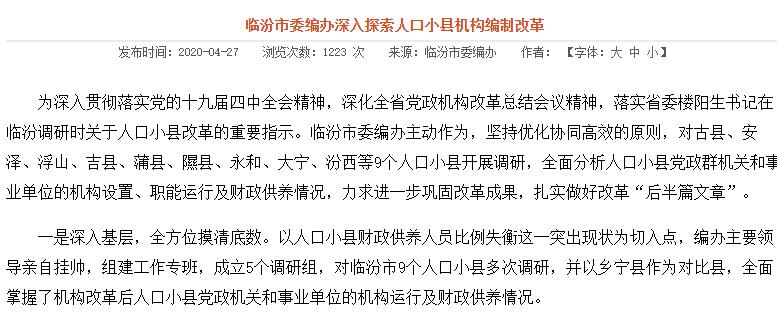 临汾市委编办深入探索人口小县机构编制改革
发布时间：2020-04-27 浏览次数：1223 次 来源：临汾市委编办 作者： 【字体：大 中 小】
为深入贯彻落实党的十九届四中全会精神，深化全省党政机构改革总结会议精神，落实省委楼阳生书记在
临汾调研时关于人口小县改革的重要指示。临汾市委编办主动作为，坚持优化协同高效的原则，对古县、安
泽、浮山、吉县、蒲县、隰县、永和、大宁、汾西等9个人口小县开展调研，全面分析人口小县党政群机关和事
业单位的机构设置、职能运行及财政供养情况，力求进一步巩固改革成果，扎实做好改革“后半篇文章”。
一是深入基层，全方位摸清底数。以人口小县财政供养人员比例失衡这一突出现状为切入点，编办主要领
导亲自挂帅，组建工作专班，成立5个调研组，对临汾市9个人口小县多次调研，并以乡宁县作为对比县，全面
掌握了机构改革后人口小县党政机关和事业单位的机构运行及财政供养情况。